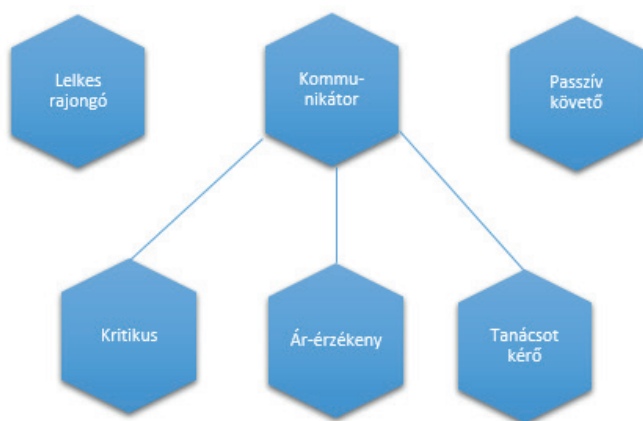 Lelkes
rajongó
Kommu-
nikátor
Passzív
követő
Kritikus
Ár-érzékeny
Tanácsot
kérő